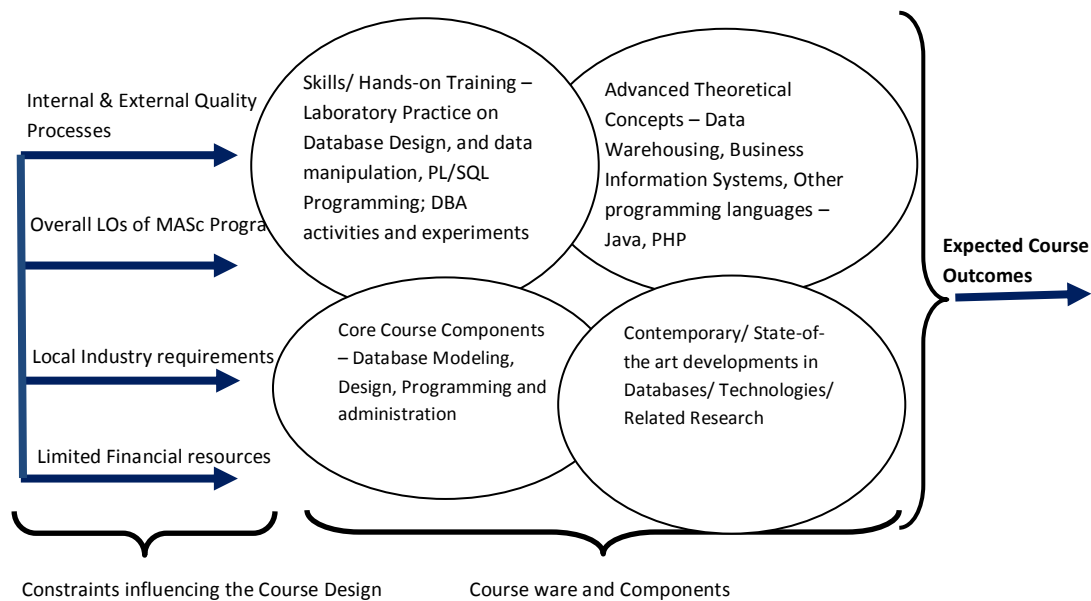 Internal & External Quality
Processes
Overall LOs of MASc Progra
Local Industry requirements
Limited Financial resources
Skills/ Hands-on Training –
Laboratory Practice on
Database Design, and data
manipulation, PL/SQL
Programming; DBA
activities and experiments
Advanced Theoretical
Concepts – Data
Warehousing, Business
Information Systems, Other
programming languages –
Java, PHP
Core Course Components
– Database Modeling,
Design, Programming and
administration
Contemporary/ State-of-
the art developments in
Databases/ Technologies/
Related Research
Expected Course
Outcomes
Constraints influencing the Course Design
Course ware and Components